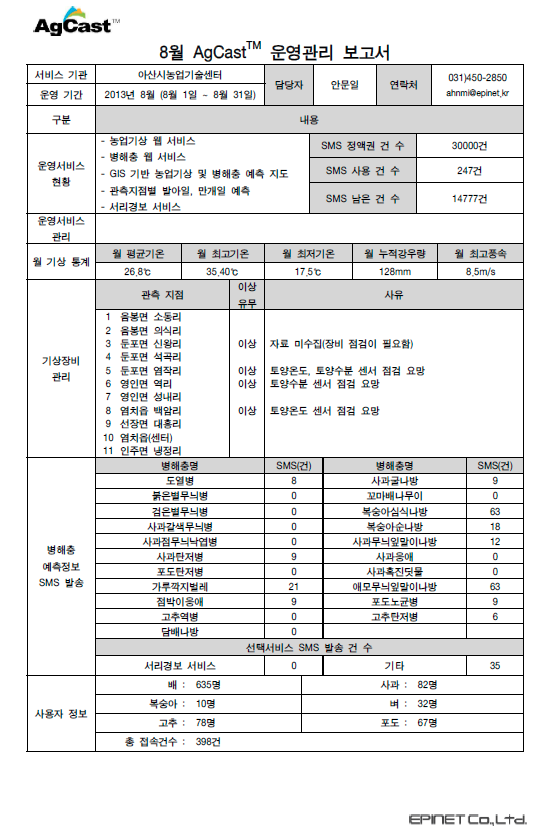 AgCast™
8월 AgCast™ 운영관리 보고서
서비스 기관 아산시농업기술센터 담당자 안문일 연락처 031)450-2850
ahnmi@epinet.kr
운영 기간 2013년 8월 (8월 1일 ~ 8월 31일)
구분 내용
운영서비스
현황
- 농업기상 웹 서비스
- 병해충 웹 서비스
- GIS 기반 농업기상 및 병해충 예측 지도
- 관측지점별 발아일, 만개일 예측
- 서리경보 서비스
SMS 정액권 건 수 30000건
SMS 사용 건 수 247건
SMS 남은 건 수 14777건
운영서비스
관리
월 기상 통계
월 평균기온 월 최고기온 월 최저기온 월 누적강우량 월 최고풍속
26.8℃ 35.40℃ 17.5℃ 128mm 8.5m/s
기상장비
관리
관측 지점 이상
유무 사유
1 음봉면 소동리
2 음봉면 의식리
3 둔포면 신왕리 이상 자료 미수집(장비 점검이 필요함)
4 둔포면 석곡리
5 둔포면 염작리 이상 토양온도, 토양수분 센서 점검 요망
6 영인면 역리 이상 토양수분 센서 점검 요망
7 영인면 성내리
8 염치읍 백암리 이상 토양온도 센서 점검 요망
9 선장면 대흥리
10 염치읍(센터)
11 인주면 냉정리
병해충
예측정보
SMS 발송
병해충명 SMS(건) 병해충명 SMS(건)
도열병 8 사과굴나방 9
붉은별무늬병 0 꼬마배나무이 0
검은별무늬병 0 복숭아심식나방 63
사과갈색무늬병 0 복숭아순나방 18
사과점무늬낙엽병 0 사과무늬잎말이나방 12
사과탄저병 9 사과응애 0
포도탄저병 0 사과혹진딧물 0
가루깍지벌레 21 애모무늬잎말이나방 63
점박이응애 9 포도노균병 9
고추역병 0 고추탄저병 6
담배나방 0
선택서비스 SMS 발송 건 수
서리경보 서비스 0 기타 35
사용자 정보
배 : 635명 사과 : 82명
복숭아 : 10명 벼 : 32명
고추 : 78명 포도 : 67명
총 접속건수 : 398건
EPINET Co.,Ltd.